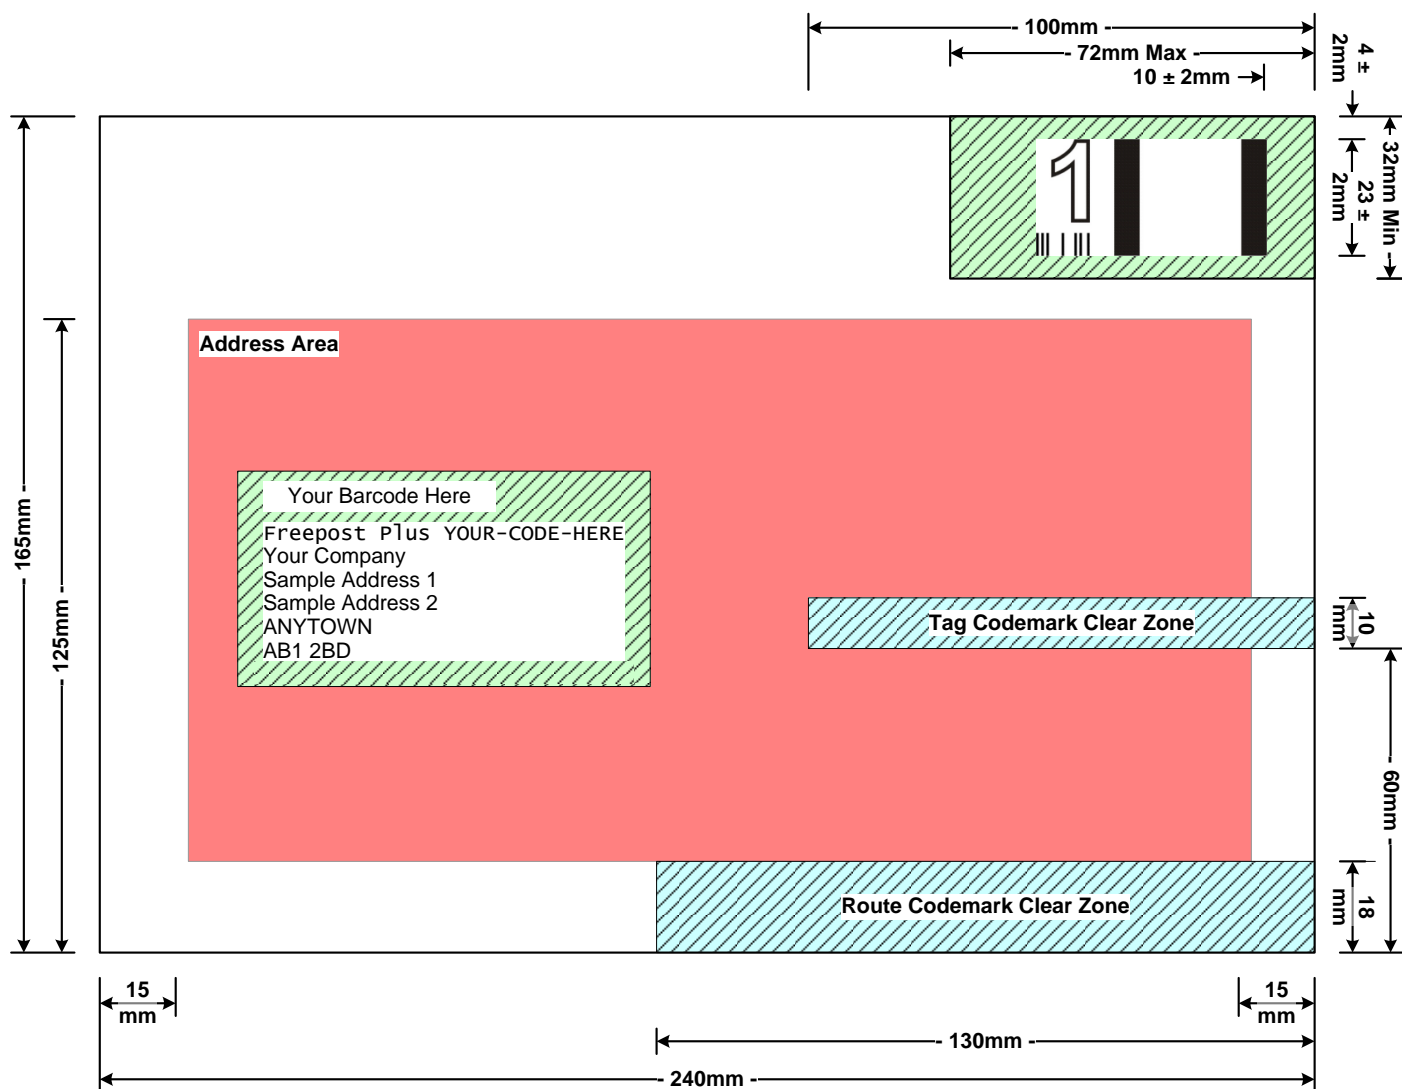 - 100mm -
- 72mm Max -
10 ± 2mm
4 ±
2mm
- 32mm Min -
23 ±
2mm
1
Address Area
Your Barcode Here
Freepost Plus YOUR-CODE-HERE
Your Company
Sample Address 1
Sample Address 2
ANYTOWN
AB1 2BD
- 165mm -
- 125mm -
Tag Codemark Clear Zone
10
mm
- 60mm -
Route Codemark Clear Zone
18
mm
15
mm
15
mm
- 130mm -
- 240mm -